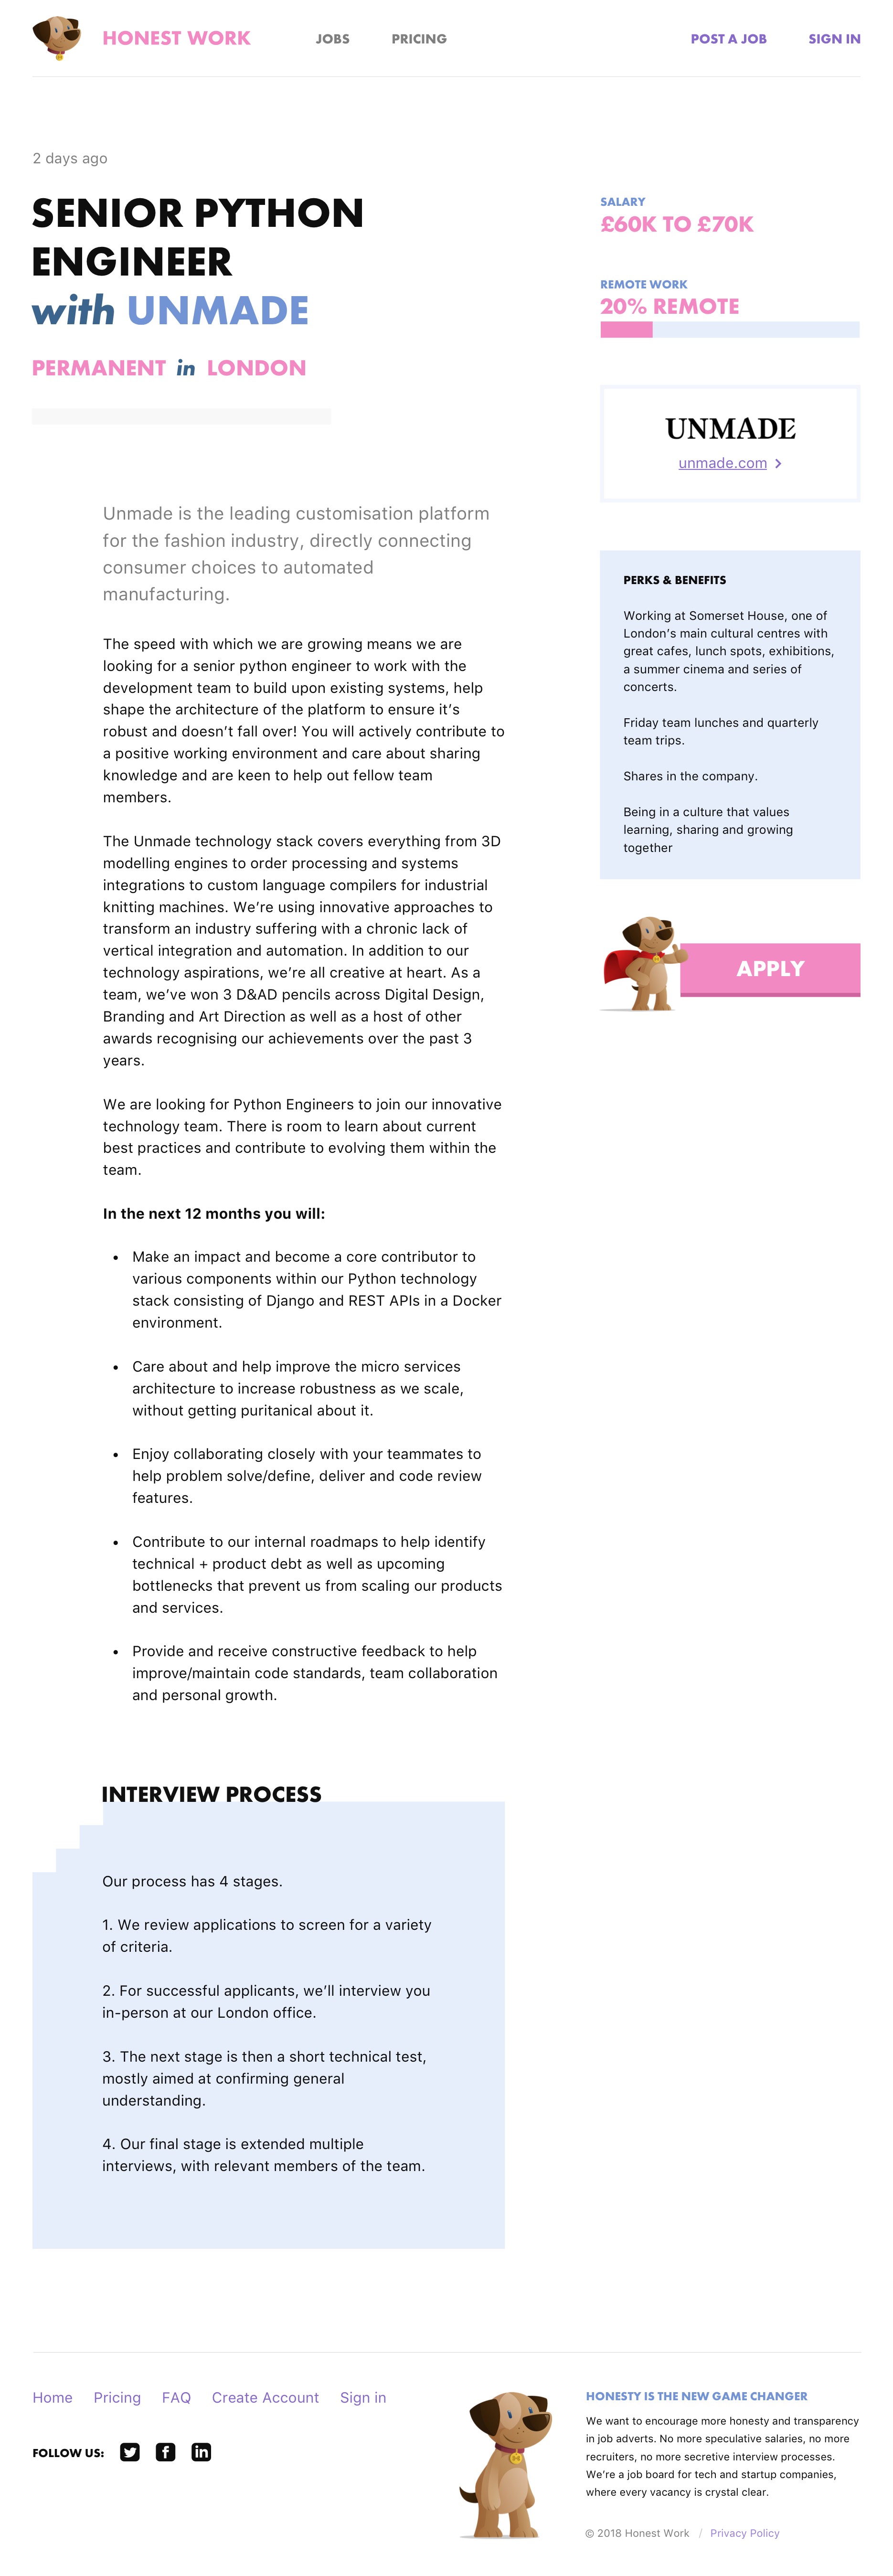 HONEST WORK
JOBS
PRICING
POST A JOB
SIGN IN
2 days ago
SENIOR PYTHON
ENGINEER
with UNMADE
PERMANENT in LONDON
SALARY
£60K TO £70K
REMOTE WORK
20% REMOTE
UNMADE
unmade.com
Unmade is the leading customisation platform
for the fashion industry, directly connecting
consumer choices to automated
manufacturing.
The speed with which we are growing means we are
looking for a senior python engineer to work with the
development team to build upon existing systems, help
shape the architecture of the platform to ensure it’s
robust and doesn’t fall over! You will actively contribute to
a positive working environment and care about sharing
knowledge and are keen to help out fellow team
members.
The Unmade technology stack covers everything from 3D
modelling engines to order processing and systems
integrations to custom language compilers for industrial
knitting machines. We’re using innovative approaches to
transform an industry suffering with a chronic lack of
vertical integration and automation. In addition to our
technology aspirations, we’re all creative at heart. As a
team, we’ve won 3 D&AD pencils across Digital Design,
Branding and Art Direction as well as a host of other
awards recognising our achievements over the past 3
years.
We are looking for Python Engineers to join our innovative
technology team. There is room to learn about current
best practices and contribute to evolving them within the
team.
In the next 12 months you will:
• Make an impact and become a core contributor to
various components within our Python technology
stack consisting of Django and REST APIs in a Docker
environment.
• Care about and help improve the micro services
architecture to increase robustness as we scale,
without getting puritanical about it.
• Enjoy collaborating closely with your teammates to
help problem solve/define, deliver and code review
features.
• Contribute to our internal roadmaps to help identify
technical + product debt as well as upcoming
bottlenecks that prevent us from scaling our products
and services.
• Provide and receive constructive feedback to help
improve/maintain code standards, team collaboration
and personal growth.
PERKS & BENEFITS
Working at Somerset House, one of
London’s main cultural centres with
great cafes, lunch spots, exhibitions,
a summer cinema and series of
concerts.
Friday team lunches and quarterly
team trips.
Shares in the company.
Being in a culture that values
learning, sharing and growing
together
APPLY
INTERVIEW PROCESS
Our process has 4 stages.
1. We review applications to screen for a variety
of criteria.
2. For successful applicants, we’ll interview you
in-person at our London office.
3. The next stage is then a short technical test,
mostly aimed at confirming general
understanding.
4. Our final stage is extended multiple
interviews, with relevant members of the team.
Home
Pricing
FAQ
Create Account
Sign in
FOLLOW US:
HONESTY IS THE NEW GAME CHANGER
We want to encourage more honesty and transparency
in job adverts. No more speculative salaries, no more
recruiters, no more secretive interview processes.
We’re a job board for tech and startup companies,
where every vacancy is crystal clear.
© 2018 Honest Work / Privacy Policy